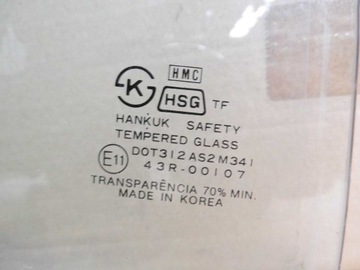 HMC
K HSG TF
HANKUK SAFETY
TEMPERED GLASS
DOT312AS2M341
E11 43R-00107
TRANSPARÊNCIA 70% MIN.
MADE IN KOREA